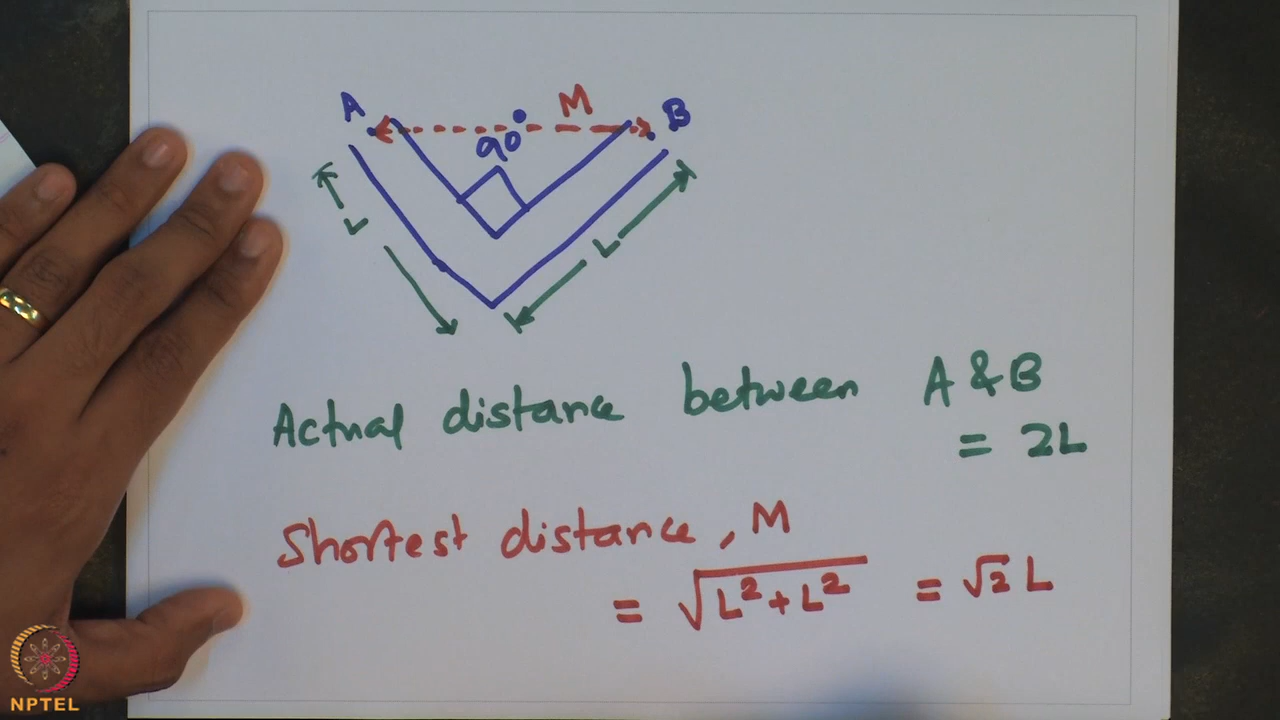 A M B
90°
L L
Actual distance between A & B
= 2L
Shortest distance, M
= √(L²+L²) = √2 L
NPTEL